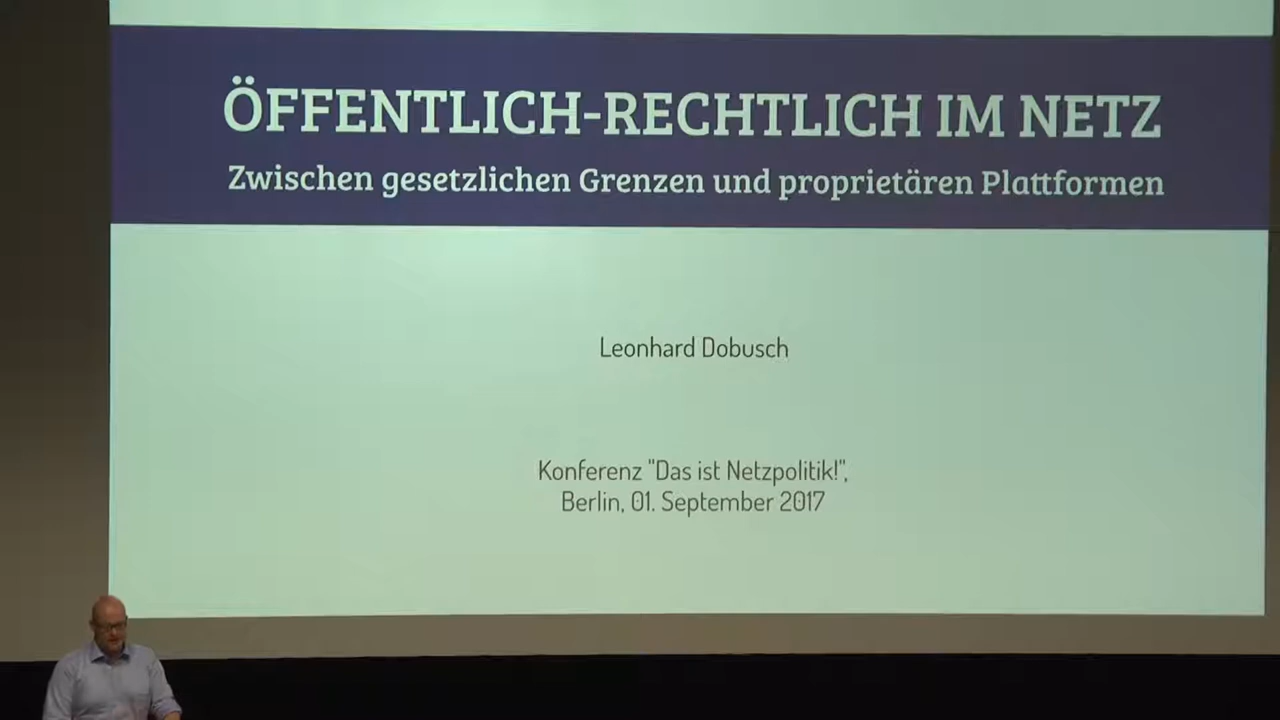 ÖFFENTLICH-RECHTLICH IM NETZ
Zwischen gesetzlichen Grenzen und proprietären Plattformen
Leonhard Dobusch
Konferenz "Das ist Netzpolitik!",
Berlin, 01. September 2017